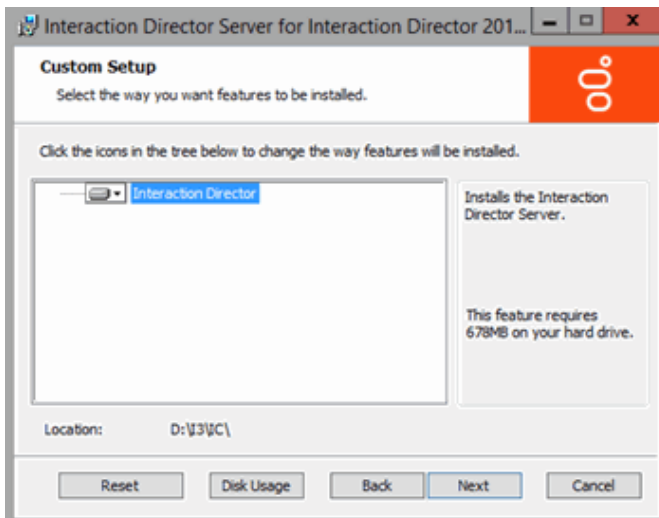 Interaction Director Server for Interaction Director 201...
Custom Setup
Select the way you want features to be installed.
Click the icons in the tree below to change the way features will be installed.
Interaction Director
Installs the Interaction
Director Server.
This feature requires
678MB on your hard drive.
Location: D:\I3\IC\
Reset Disk Usage Back Next Cancel